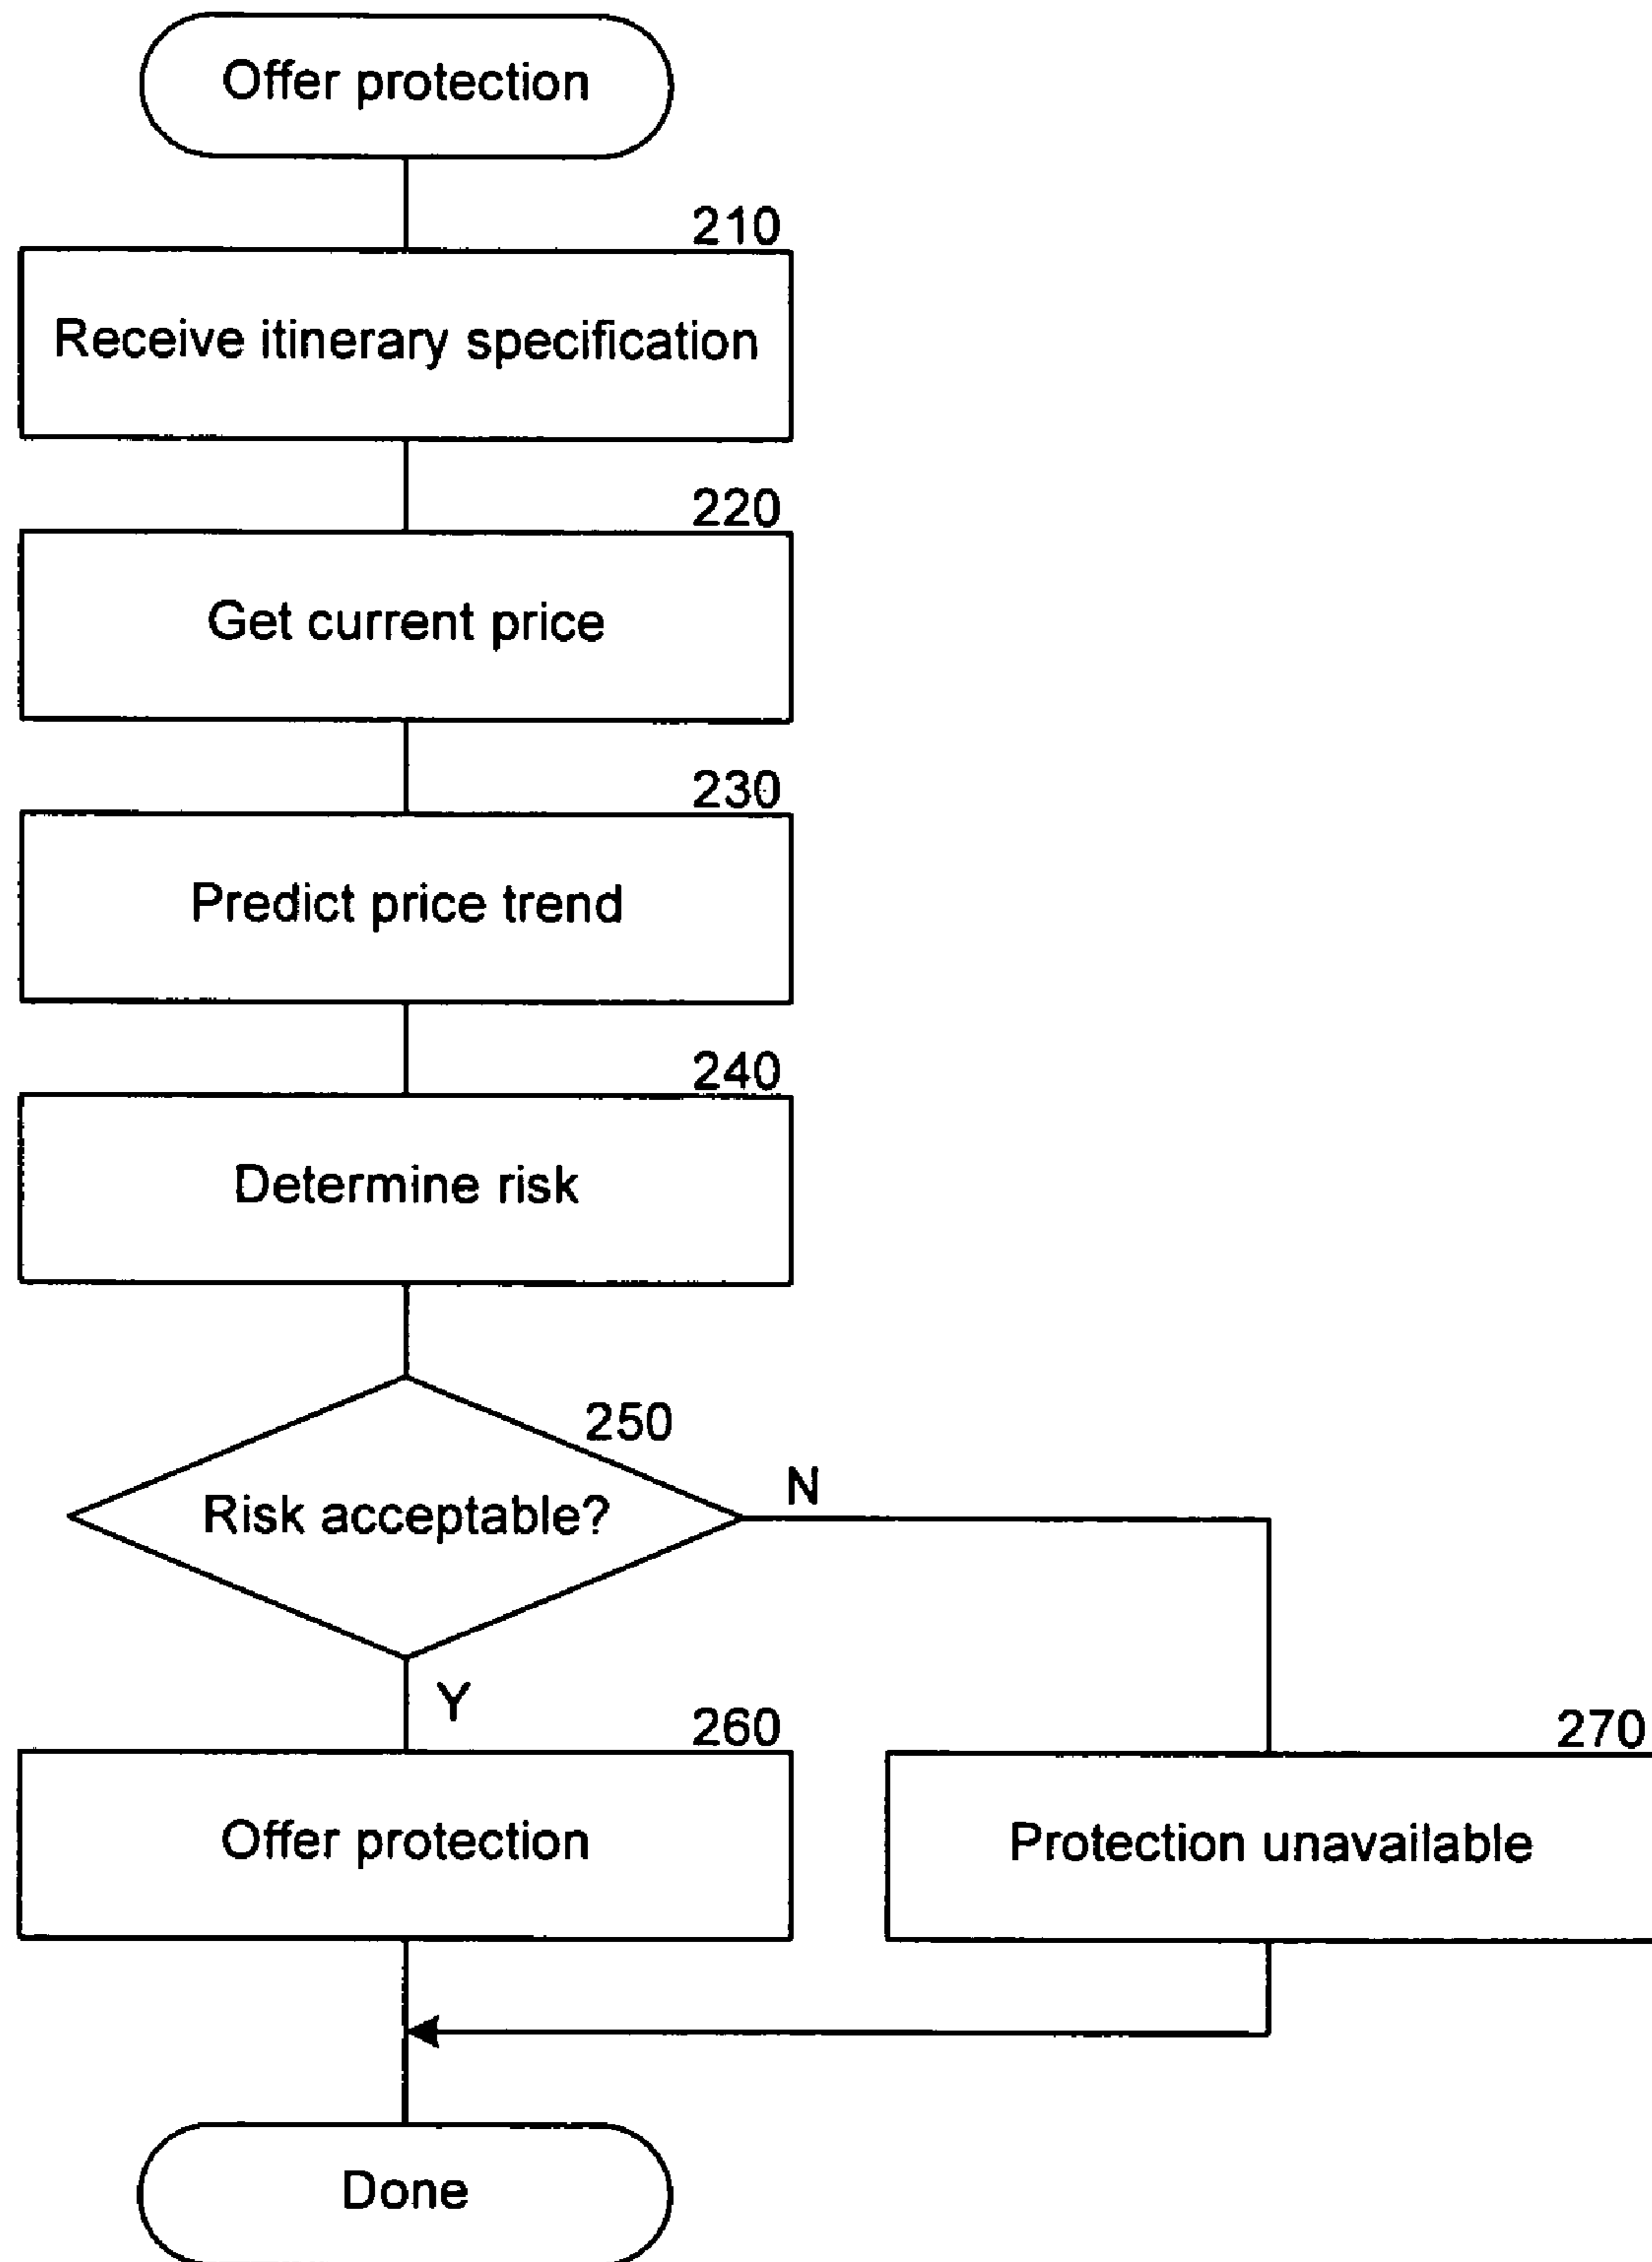 Offer protection
210
Receive itinerary specification
220
Get current price
230
Predict price trend
240
Determine risk
250
Risk acceptable?
N
Y
260
Offer protection
270
Protection unavailable
Done